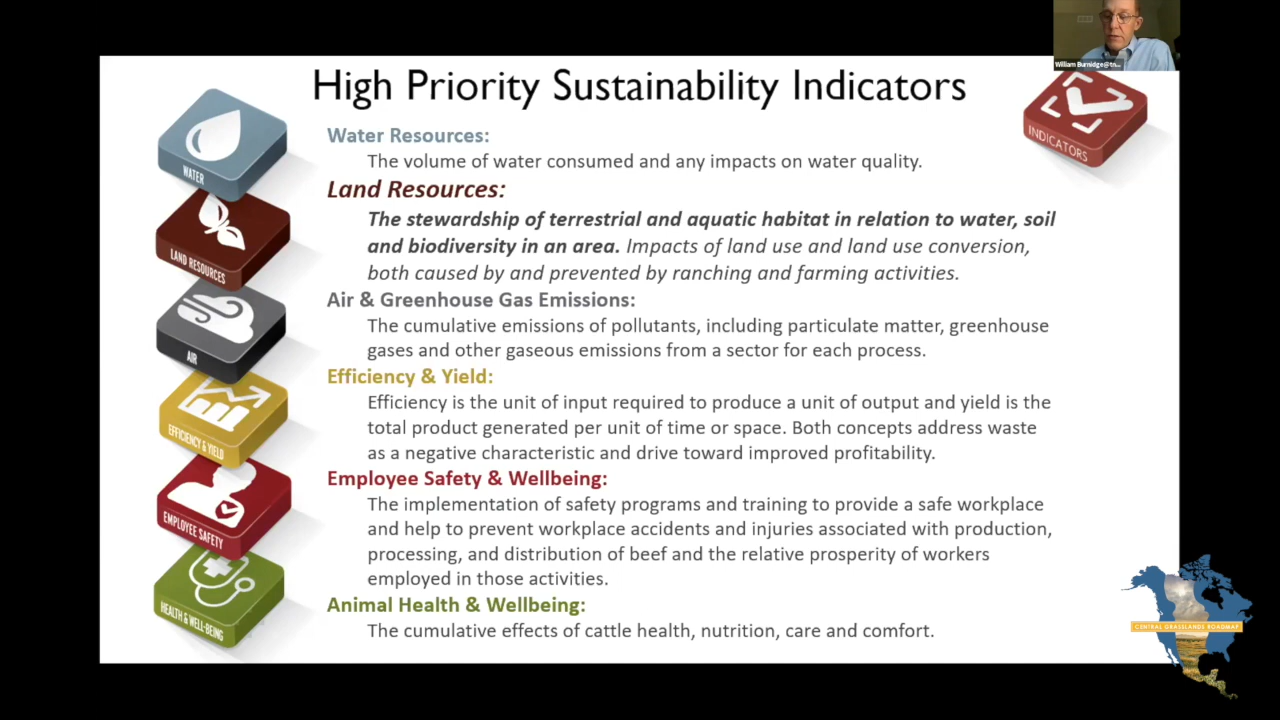 High Priority Sustainability Indicators
William Burnidge@tn...
INDICATORS
WATER
Water Resources:
The volume of water consumed and any impacts on water quality.
LAND RESOURCES
Land Resources:
The stewardship of terrestrial and aquatic habitat in relation to water, soil
and biodiversity in an area. Impacts of land use and land use conversion,
both caused by and prevented by ranching and farming activities.
AIR
Air & Greenhouse Gas Emissions:
The cumulative emissions of pollutants, including particulate matter, greenhouse
gases and other gaseous emissions from a sector for each process.
EFFICIENCY & YIELD
Efficiency & Yield:
Efficiency is the unit of input required to produce a unit of output and yield is the
total product generated per unit of time or space. Both concepts address waste
as a negative characteristic and drive toward improved profitability.
EMPLOYEE SAFETY
Employee Safety & Wellbeing:
The implementation of safety programs and training to provide a safe workplace
and help to prevent workplace accidents and injuries associated with production,
processing, and distribution of beef and the relative prosperity of workers
employed in those activities.
HEALTH & WELL-BEING
Animal Health & Wellbeing:
The cumulative effects of cattle health, nutrition, care and comfort.
CENTRAL GRASSLANDS ROADMAP